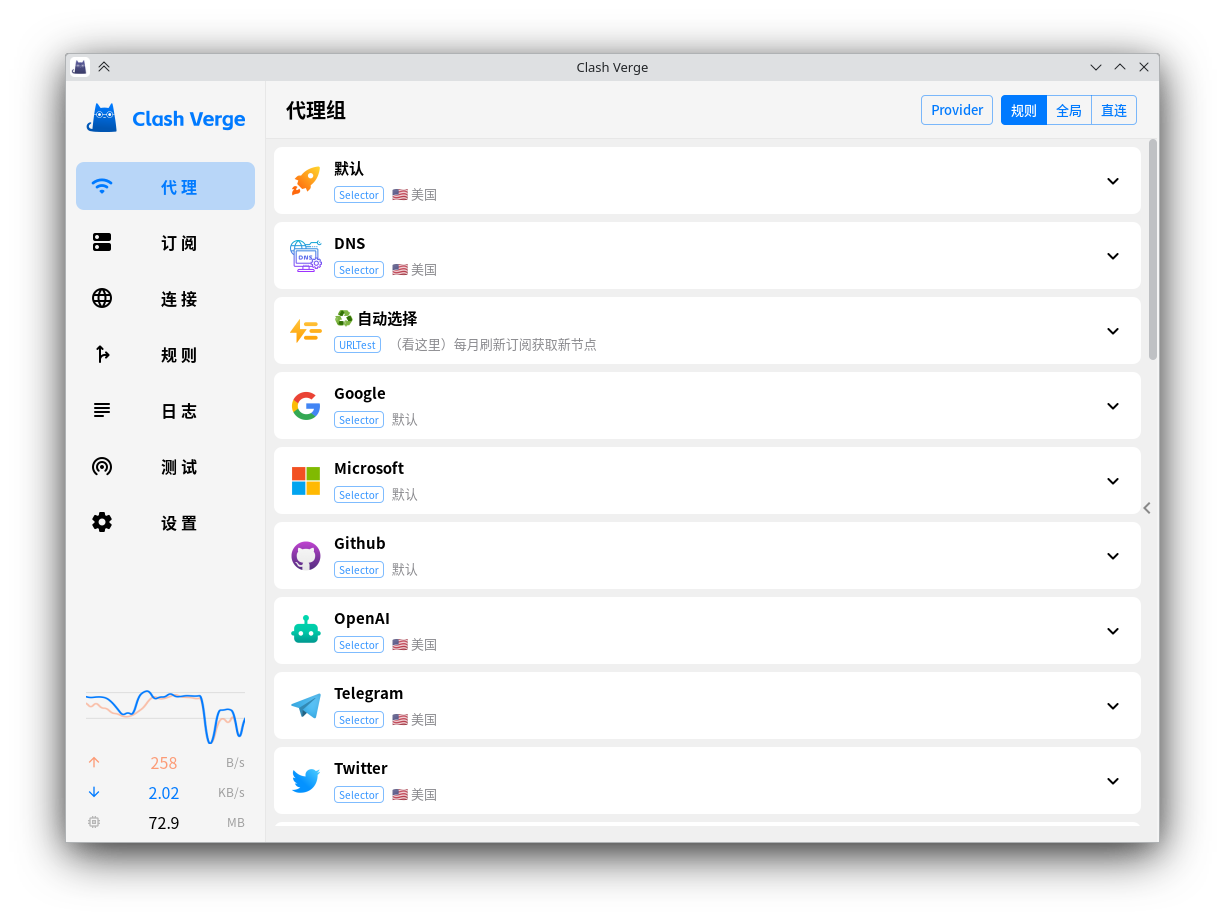 Clash Verge
Clash Verge
代理组
Provider
规则
全局
直连
代理
订阅
连接
规则
日志
测试
设置
258 B/s
2.02 KB/s
72.9 MB
默认
Selector 🇺🇸 美国
DNS
DNS
Selector 🇺🇸 美国
♻️ 自动选择
URLTest （看这里）每月刷新订阅获取新节点
Google
Selector 默认
Microsoft
Selector 默认
Github
Selector 默认
OpenAI
Selector 🇺🇸 美国
Telegram
Selector 🇺🇸 美国
Twitter
Selector 🇺🇸 美国